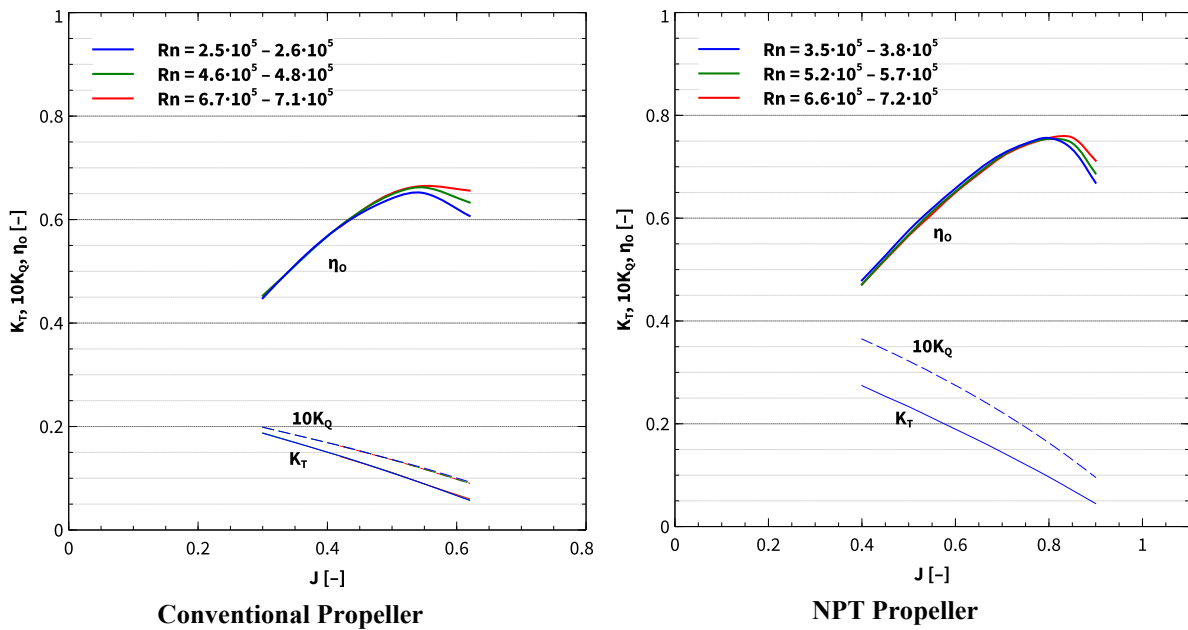 1
0.8
0.6
0.4
0.2
0
K_T, 10K_Q, η_O [–]
Rn = 2.5·10⁵ – 2.6·10⁵
Rn = 4.6·10⁵ – 4.8·10⁵
Rn = 6.7·10⁵ – 7.1·10⁵
η_O
10K_Q
K_T
0 0.2 0.4 0.6 0.8
J [–]
Conventional Propeller
1
0.8
0.6
0.4
0.2
0
K_T, 10K_Q, η_O [–]
Rn = 3.5·10⁵ – 3.8·10⁵
Rn = 5.2·10⁵ – 5.7·10⁵
Rn = 6.6·10⁵ – 7.2·10⁵
η_O
10K_Q
K_T
0 0.2 0.4 0.6 0.8 1
J [–]
NPT Propeller